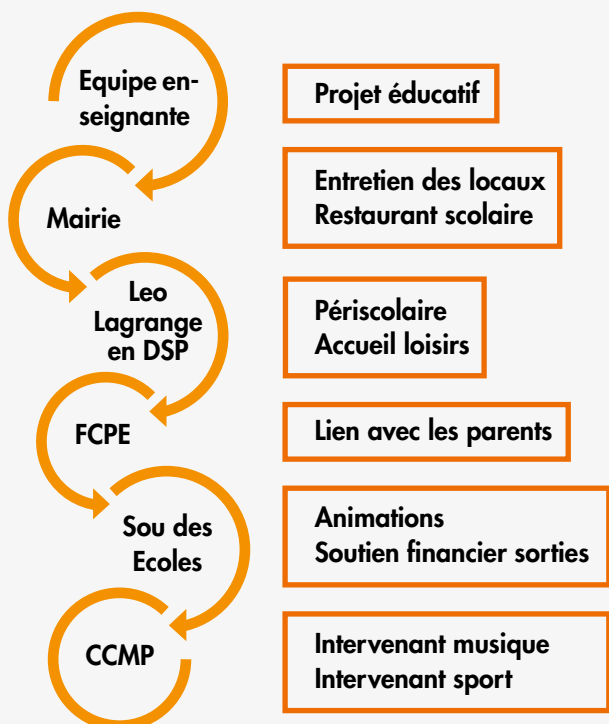 Equipe en-
seignante
Projet éducatif
Mairie
Entretien des locaux
Restaurant scolaire
Leo
Lagrange
en DSP
Périscolaire
Accueil loisirs
FCPE
Lien avec les parents
Sou des
Ecoles
Animations
Soutien financier sorties
CCMP
Intervenant musique
Intervenant sport